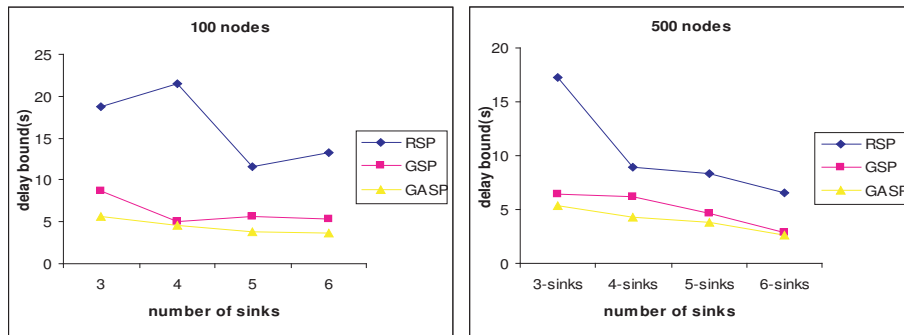 100 nodes
25
20
15
10
5
0
delay bound(s)
3 4 5 6
number of sinks
RSP
GSP
GASP
500 nodes
20
15
10
5
0
delay bound(s)
3-sinks 4-sinks 5-sinks 6-sinks
number of sinks
RSP
GSP
GASP